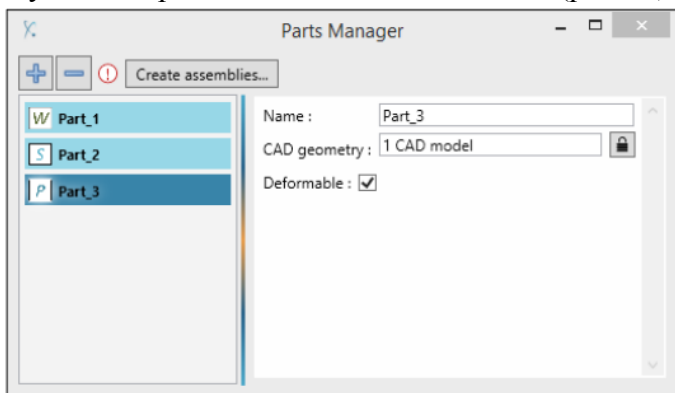 Parts Manager
Create assemblies...
W Part_1
S Part_2
P Part_3
Name : Part_3
CAD geometry : 1 CAD model
Deformable :